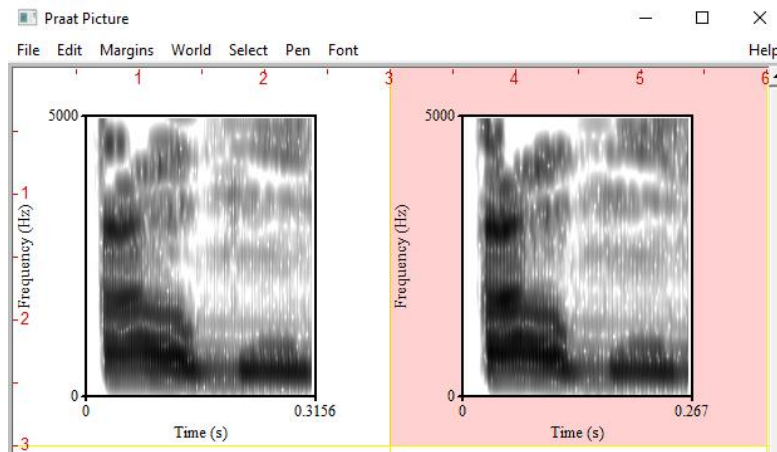 Praat Picture
File Edit Margins World Select Pen Font Help
1 2 3 4 5 6
5000 5000
1
Frequency (Hz) Frequency (Hz)
2
0 0
0 0.3156 0 0.267
Time (s) Time (s)
3